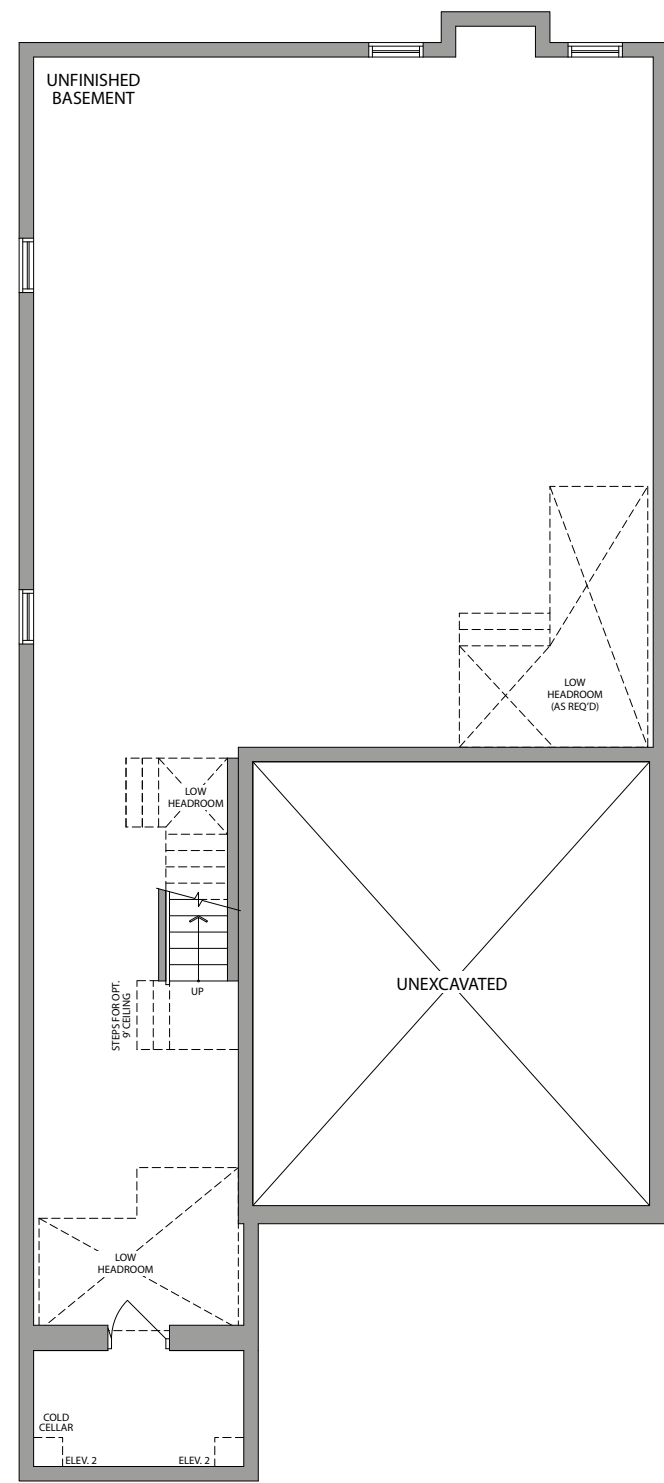 UNFINISHED
BASEMENT
LOW
HEADROOM
(AS REQ'D)
LOW
HEADROOM
UNEXCAVATED
UP
STEPS FOR OPT.
9' CEILING
LOW
HEADROOM
COLD
CELLAR
ELEV. 2
ELEV. 2